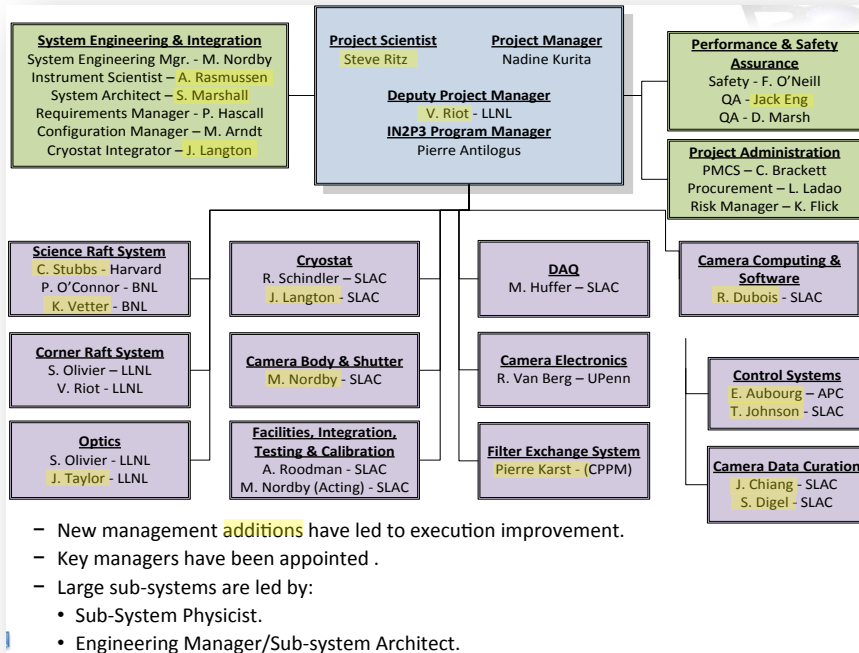 System Engineering & Integration
System Engineering Mgr. - M. Nordby
Instrument Scientist – A. Rasmussen
System Architect – S. Marshall
Requirements Manager - P. Hascall
Configuration Manager – M. Arndt
Cryostat Integrator – J. Langton
Project Scientist
Steve Ritz
Project Manager
Nadine Kurita
Deputy Project Manager
V. Riot - LLNL
IN2P3 Program Manager
Pierre Antilogus
Performance & Safety
Assurance
Safety - F. O'Neill
QA - Jack Eng
QA - D. Marsh
Project Administration
PMCS – C. Brackett
Procurement – L. Ladao
Risk Manager – K. Flick
Science Raft System
C. Stubbs - Harvard
P. O'Connor - BNL
K. Vetter - BNL
Cryostat
R. Schindler – SLAC
J. Langton - SLAC
DAQ
M. Huffer – SLAC
Camera Computing &
Software
R. Dubois - SLAC
Corner Raft System
S. Olivier – LLNL
V. Riot - LLNL
Camera Body & Shutter
M. Nordby - SLAC
Camera Electronics
R. Van Berg – UPenn
Control Systems
E. Aubourg – APC
T. Johnson - SLAC
Optics
S. Olivier - LLNL
J. Taylor – LLNL
Facilities, Integration,
Testing & Calibration
A. Roodman - SLAC
M. Nordby (Acting) - SLAC
Filter Exchange System
Pierre Karst - (CPPM)
Camera Data Curation
J. Chiang - SLAC
S. Digel - SLAC
– New management additions have led to execution improvement.
– Key managers have been appointed .
– Large sub-systems are led by:
• Sub-System Physicist.
• Engineering Manager/Sub-system Architect.